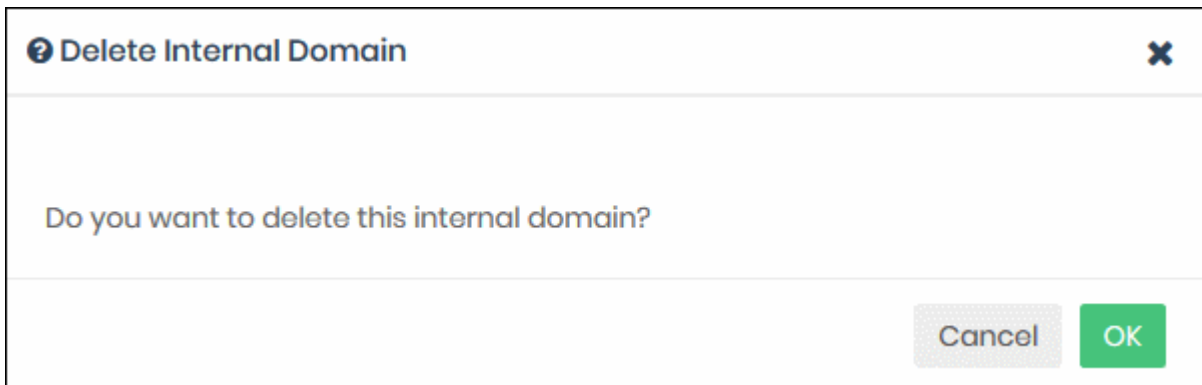 Delete Internal Domain
Do you want to delete this internal domain?
Cancel OK